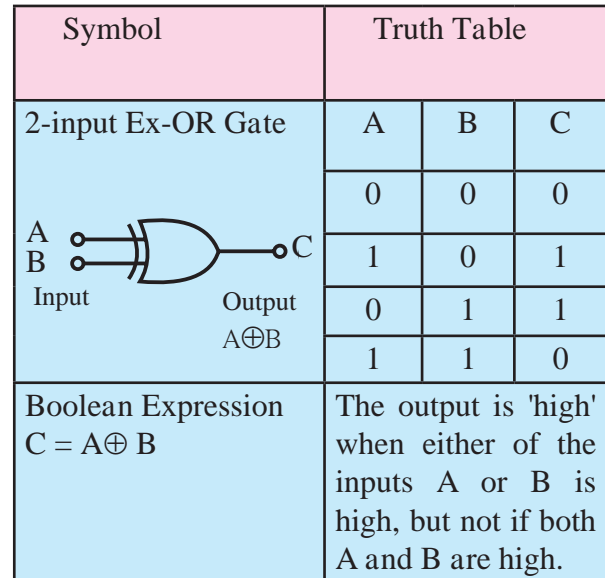 Symbol
Truth Table
2-input Ex-OR Gate
A B C
0 0 0
A
B
C
1 0 1
Input
Output
A⊕B
0 1 1
1 1 0
Boolean Expression
C = A⊕ B
The output is 'high'
when either of the
inputs A or B is
high, but not if both
A and B are high.